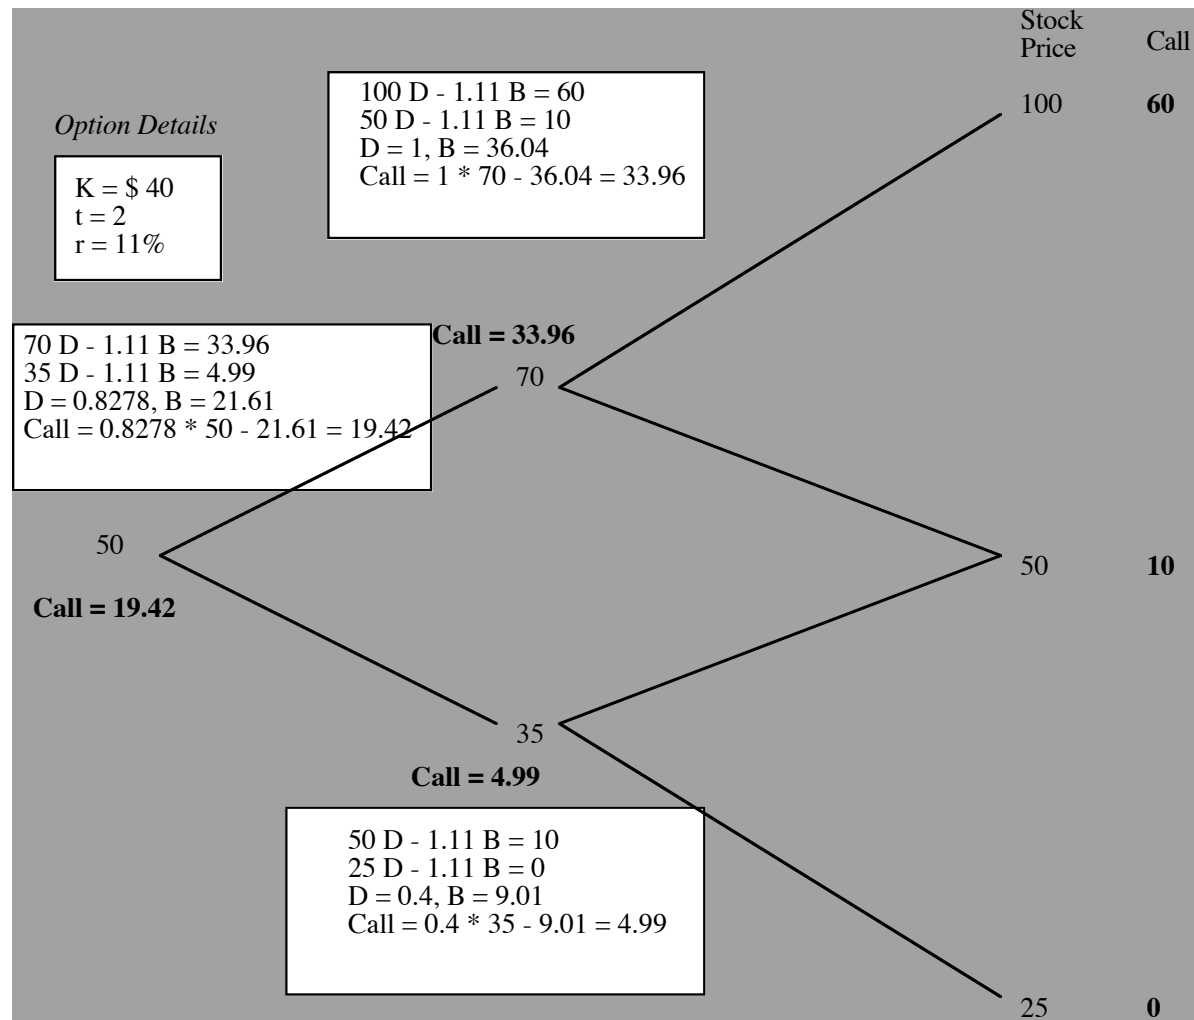 Stock
Price
Call
100 D - 1.11 B = 60
50 D - 1.11 B = 10
D = 1, B = 36.04
Call = 1 * 70 - 36.04 = 33.96
100
60
Option Details
K = $ 40
t = 2
r = 11%
70 D - 1.11 B = 33.96
35 D - 1.11 B = 4.99
D = 0.8278, B = 21.61
Call = 0.8278 * 50 - 21.61 = 19.42
Call = 33.96
70
50
Call = 19.42
50
10
35
Call = 4.99
50 D - 1.11 B = 10
25 D - 1.11 B = 0
D = 0.4, B = 9.01
Call = 0.4 * 35 - 9.01 = 4.99
25
0